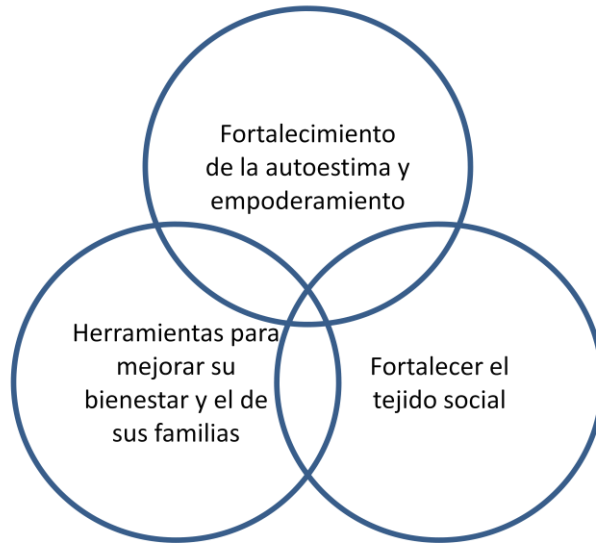 Fortalecimiento
de la autoestima y
empoderamiento
Herramientas para
mejorar su
bienestar y el de
sus familias
Fortalecer el
tejido social